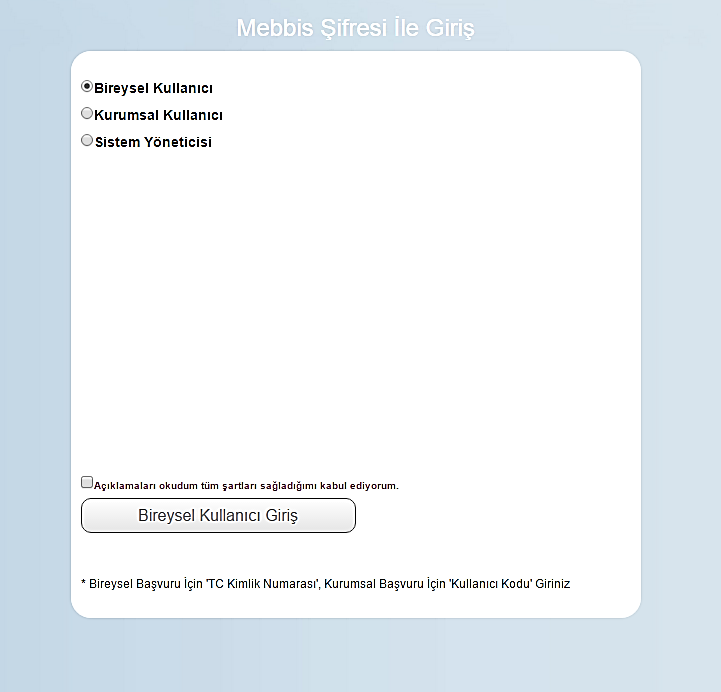 Mebbis Şifresi İle Giriş
Bireysel Kullanıcı
Kurumsal Kullanıcı
Sistem Yöneticisi
Açıklamaları okudum tüm şartları sağladığımı kabul ediyorum.
Bireysel Kullanıcı Giriş
* Bireysel Başvuru İçin 'TC Kimlik Numarası', Kurumsal Başvuru İçin 'Kullanıcı Kodu' Giriniz